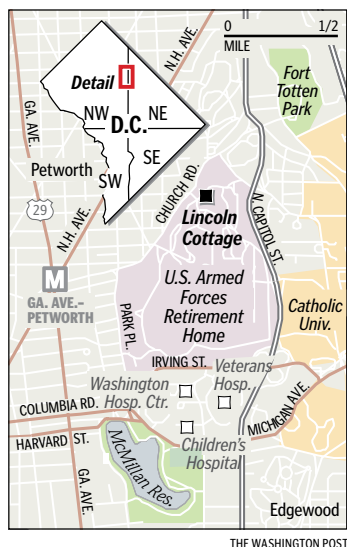 0 1/2
MILE
Detail
N.H. AVE.
Fort
Totten
Park
GA. AVE.
NW NE
D.C.
SE
SW
Petworth
CHURCH RD.
N. CAPITOL ST.
29
N.H. AVE.
Lincoln
Cottage
M
GA. AVE.-
PETWORTH
U.S. Armed
Forces
Retirement
Home
Catholic
Univ.
PARK PL.
IRVING ST.
Veterans
Hosp.
Washington
Hosp. Ctr.
COLUMBIA RD.
MICHIGAN AVE.
HARVARD ST.
Children's
Hospital
McMillan Res.
GA. AVE.
Edgewood
THE WASHINGTON POST